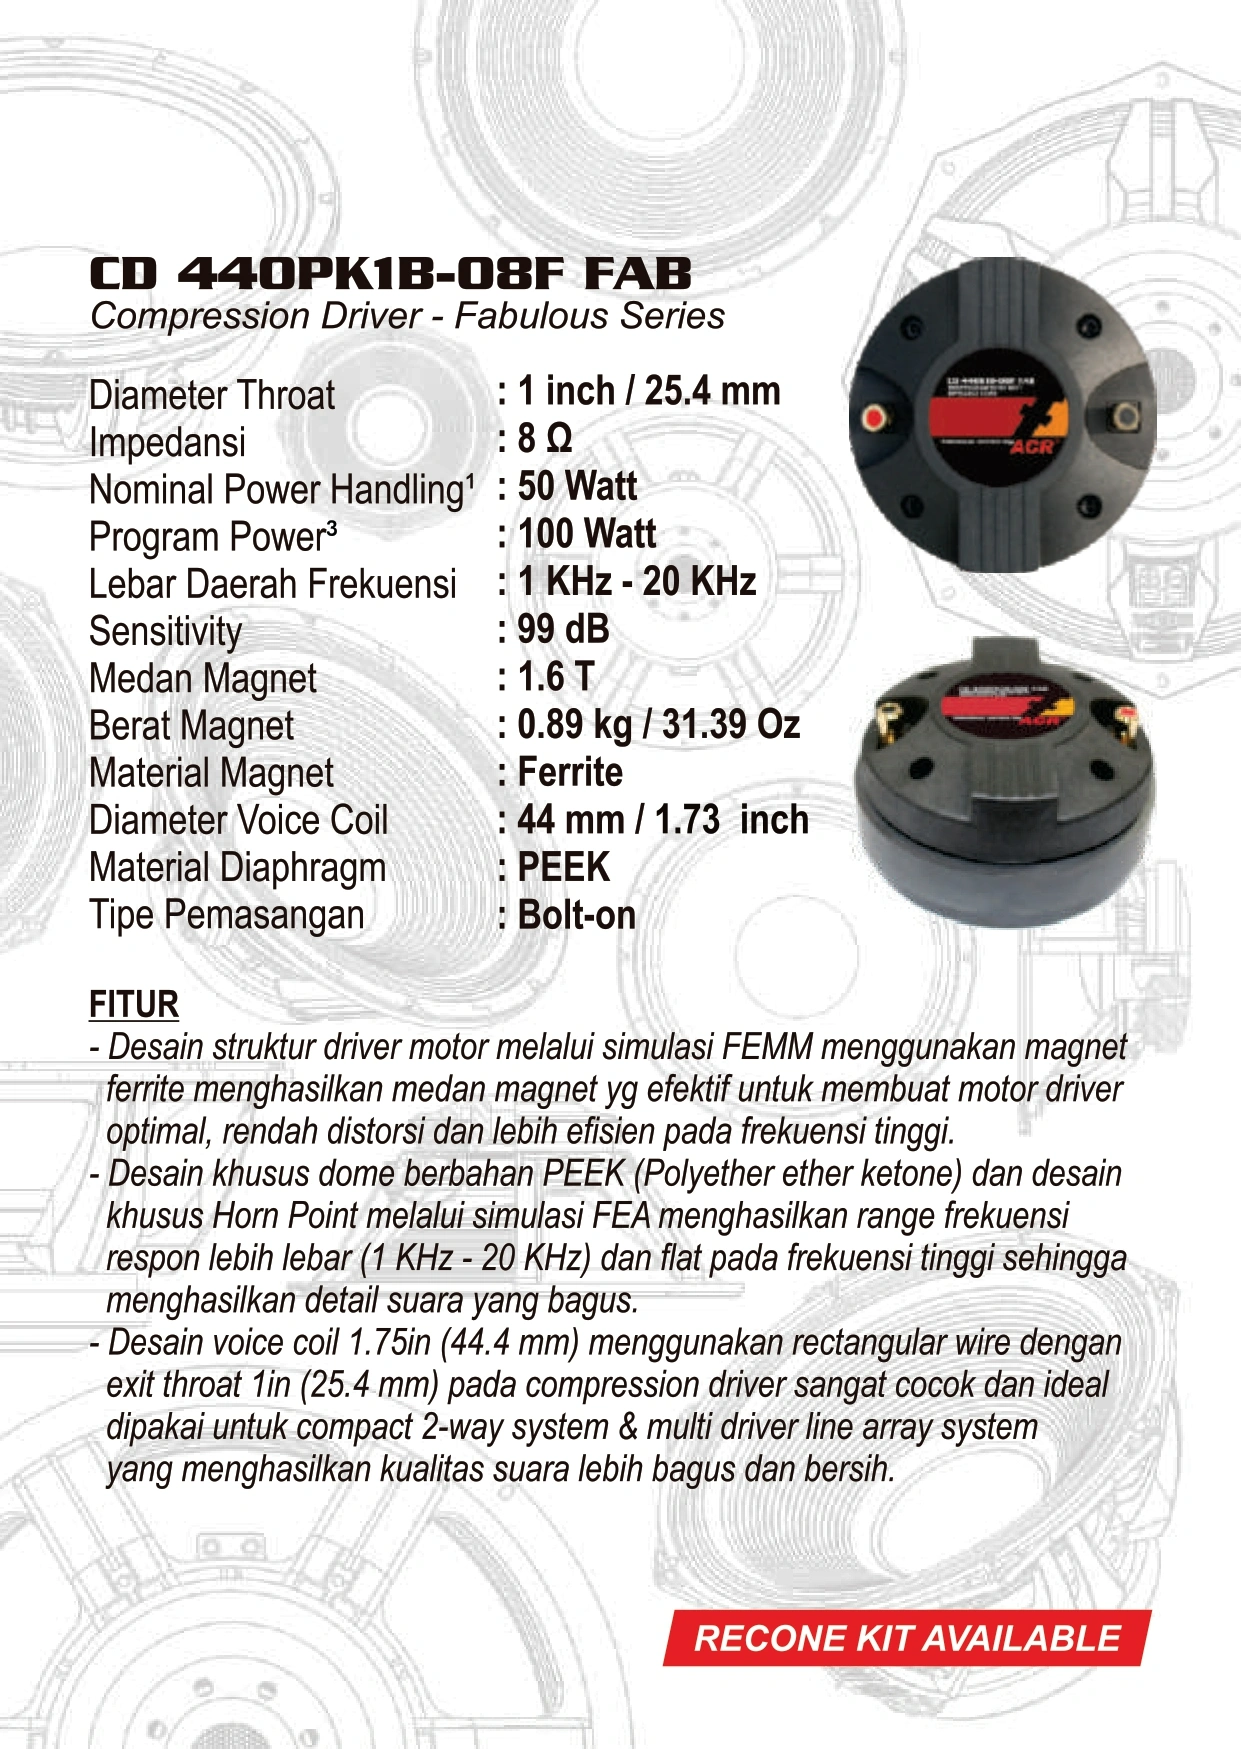 CD 440PK1B-08F FAB
Compression Driver - Fabulous Series
Diameter Throat : 1 inch / 25.4 mm
Impedansi : 8 Ω
Nominal Power Handling¹ : 50 Watt
Program Power³ : 100 Watt
Lebar Daerah Frekuensi : 1 KHz - 20 KHz
Sensitivity : 99 dB
Medan Magnet : 1.6 T
Berat Magnet : 0.89 kg / 31.39 Oz
Material Magnet : Ferrite
Diameter Voice Coil : 44 mm / 1.73 inch
Material Diaphragm : PEEK
Tipe Pemasangan : Bolt-on
ACR
ACR
FITUR
- Desain struktur driver motor melalui simulasi FEMM menggunakan magnet
ferrite menghasilkan medan magnet yg efektif untuk membuat motor driver
optimal, rendah distorsi dan lebih efisien pada frekuensi tinggi.
- Desain khusus dome berbahan PEEK (Polyether ether ketone) dan desain
khusus Horn Point melalui simulasi FEA menghasilkan range frekuensi
respon lebih lebar (1 KHz - 20 KHz) dan flat pada frekuensi tinggi sehingga
menghasilkan detail suara yang bagus.
- Desain voice coil 1.75in (44.4 mm) menggunakan rectangular wire dengan
exit throat 1in (25.4 mm) pada compression driver sangat cocok dan ideal
dipakai untuk compact 2-way system & multi driver line array system
yang menghasilkan kualitas suara lebih bagus dan bersih.
RECONE KIT AVAILABLE